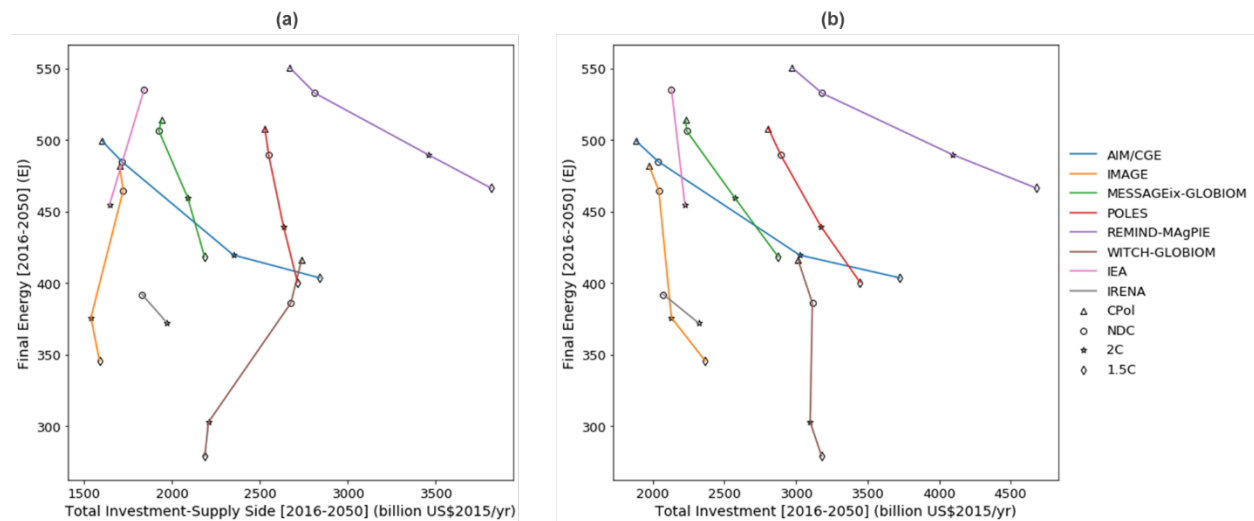 (a)
(b)
550
500
450
400
350
300
Final Energy [2016-2050] (EJ)
1500 2000 2500 3000 3500
Total Investment-Supply Side [2016-2050] (billion US$2015/yr)
550
500
450
400
350
300
Final Energy [2016-2050] (EJ)
2000 2500 3000 3500 4000 4500
Total Investment [2016-2050] (billion US$2015/yr)
AIM/CGE
IMAGE
MESSAGEix-GLOBIOM
POLES
REMIND-MAgPIE
WITCH-GLOBIOM
IEA
IRENA
CPol
NDC
2C
1.5C